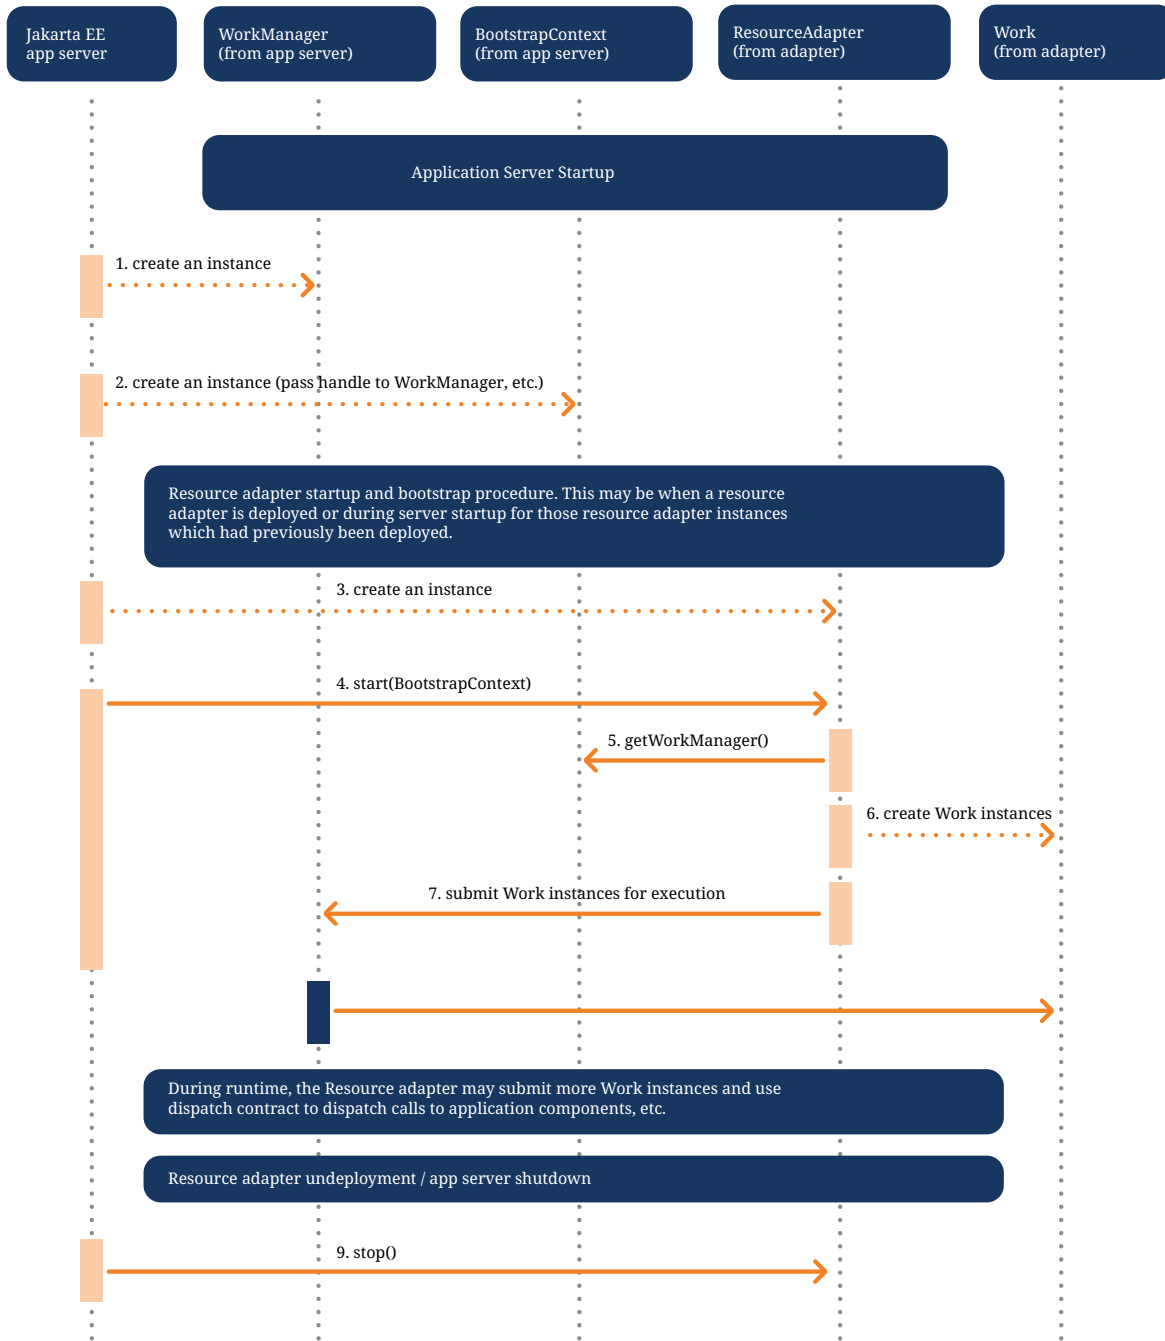 Jakarta EE
app server
WorkManager
(from app server)
BootstrapContext
(from app server)
ResourceAdapter
(from adapter)
Work
(from adapter)
Application Server Startup
1. create an instance
2. create an instance (pass handle to WorkManager, etc.)
Resource adapter startup and bootstrap procedure. This may be when a resource
adapter is deployed or during server startup for those resource adapter instances
which had previously been deployed.
3. create an instance
4. start(BootstrapContext)
5. getWorkManager()
6. create Work instances
7. submit Work instances for execution
During runtime, the Resource adapter may submit more Work instances and use
dispatch contract to dispatch calls to application components, etc.
Resource adapter undeployment / app server shutdown
9. stop()